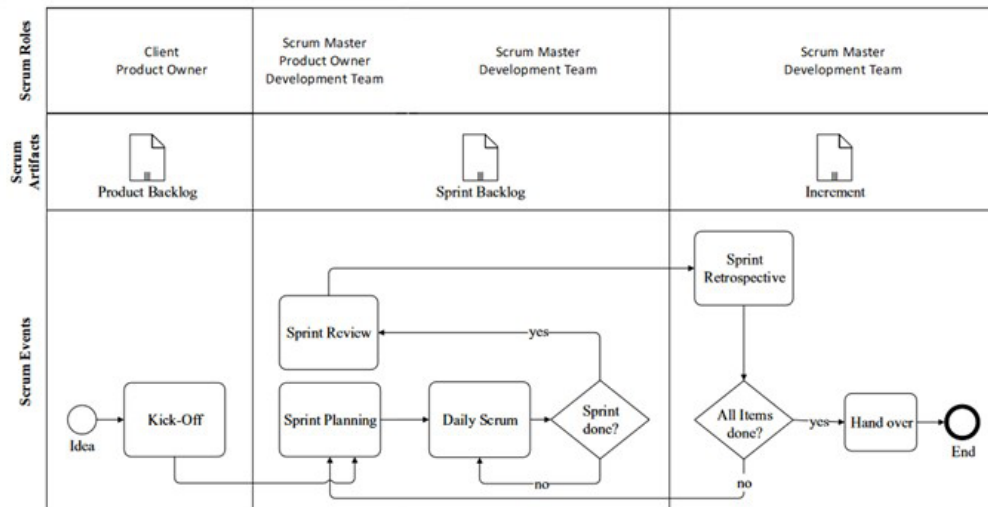 Scrum Roles
Client
Product Owner
Scrum Master
Product Owner
Development Team
Scrum Master
Development Team
Scrum Master
Development Team
Scrum
Artifacts
Product Backlog
Sprint Backlog
Increment
Scrum Events
Sprint
Retrospective
Sprint Review
yes
Idea
Kick-Off
Sprint Planning
Daily Scrum
Sprint
done?
no
All Items
done?
yes
Hand over
End
no